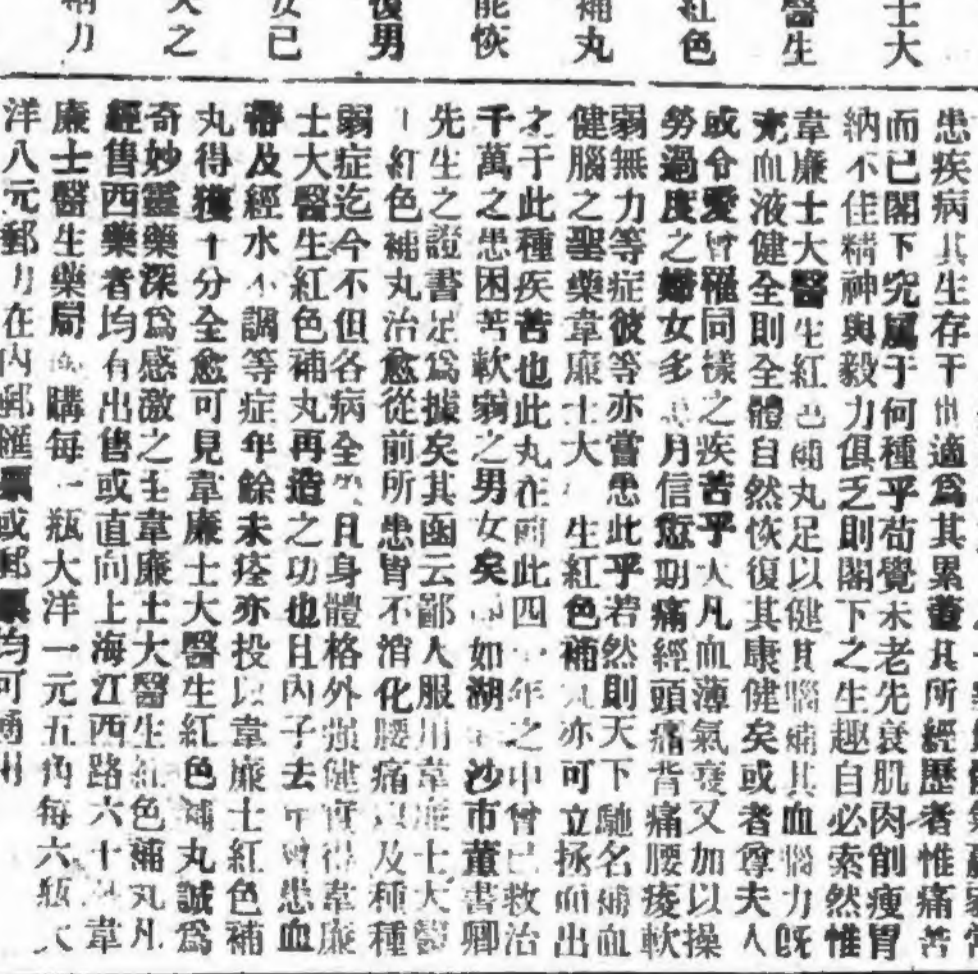 士大
醫生
紅色
補丸
能恢
復男
女已
失之
精力
患疾病其生存于世適爲其累耳其所經歷者惟痛苦
而已閣下究屬于何種乎苟覺未老先衰肌肉削瘦胃
納不佳精神與毅力俱乏則閣下之生趣自必索然惟
韋廉士大醫生紅色補丸足以健其腦補其血腦力旣
充血液健全則全體自然恢復其康健矣或者尊夫人
或令愛曾罹同樣之疾苦乎人凡血薄氣衰又加以操
勞過度之婦女多患月信愆期痛經頭痛背痛腰痠軟
弱無力等症彼等亦嘗患此乎若然則天下馳名補血
健腦之聖藥韋廉士大醫生紅色補丸亦可立拯而出
之于此種疾苦也此丸在前此四十年之中曾已救治
千萬之患困苦軟弱之男女矣即如湖 沙市董書卿
先生之證書足爲據矣其函云鄙人服用韋廉士大醫
生紅色補丸治愈從前所患胃不消化腰痛以及種種
弱症迄今不但各病全失且身體格外强健實得韋廉
士大醫生紅色補丸再造之功也且內子去年曾患血
帶及經水不調等症年餘未痊亦投以韋廉士紅色補
丸得獲十分全愈可見韋廉士大醫生紅色補丸誠爲
奇妙靈藥深爲感激之至韋廉士大醫生紅色補丸凡
經售西藥者均有出售或直向上海江西路六十 韋
廉士醫生藥局 購每一瓶大洋一元五角每六瓶大
洋八元郵力在內郵匯票或郵票均可通用